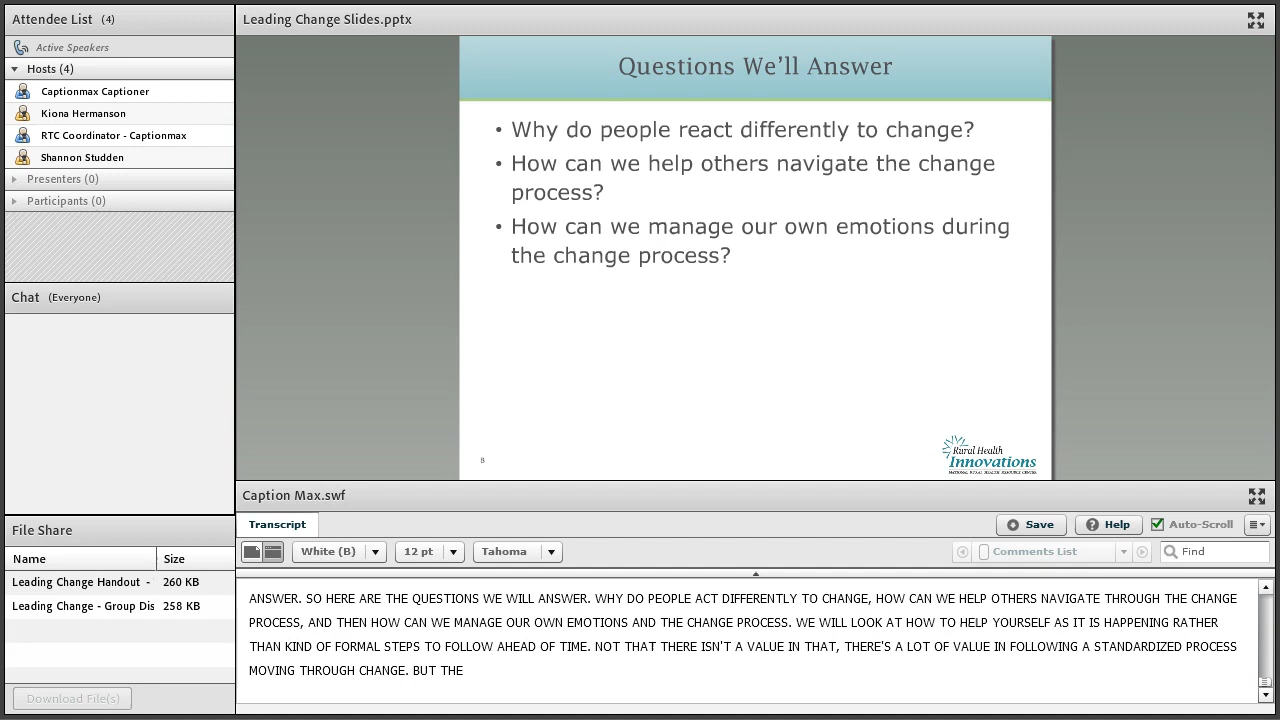 Attendee List (4)
Active Speakers
Hosts (4)
Captionmax Captioner
Kiona Hermanson
RTC Coordinator - Captionmax
Shannon Studden
Presenters (0)
Participants (0)
Chat (Everyone)
File Share
Name Size
Leading Change Handout - 260 KB
Leading Change - Group Dis 258 KB
Download File(s)
Leading Change Slides.pptx
Questions We'll Answer
• Why do people react differently to change?
• How can we help others navigate the change
process?
• How can we manage our own emotions during
the change process?
8
Rural Health
Innovations
NATIONAL RURAL HEALTH RESOURCE CENTER
Caption Max.swf
Transcript
Save Help Auto-Scroll
White (B) 12 pt Tahoma Comments List Find
ANSWER. SO HERE ARE THE QUESTIONS WE WILL ANSWER. WHY DO PEOPLE ACT DIFFERENTLY TO CHANGE, HOW CAN WE HELP OTHERS NAVIGATE THROUGH THE CHANGE
PROCESS, AND THEN HOW CAN WE MANAGE OUR OWN EMOTIONS AND THE CHANGE PROCESS. WE WILL LOOK AT HOW TO HELP YOURSELF AS IT IS HAPPENING RATHER
THAN KIND OF FORMAL STEPS TO FOLLOW AHEAD OF TIME. NOT THAT THERE ISN'T A VALUE IN THAT, THERE'S A LOT OF VALUE IN FOLLOWING A STANDARDIZED PROCESS
MOVING THROUGH CHANGE. BUT THE